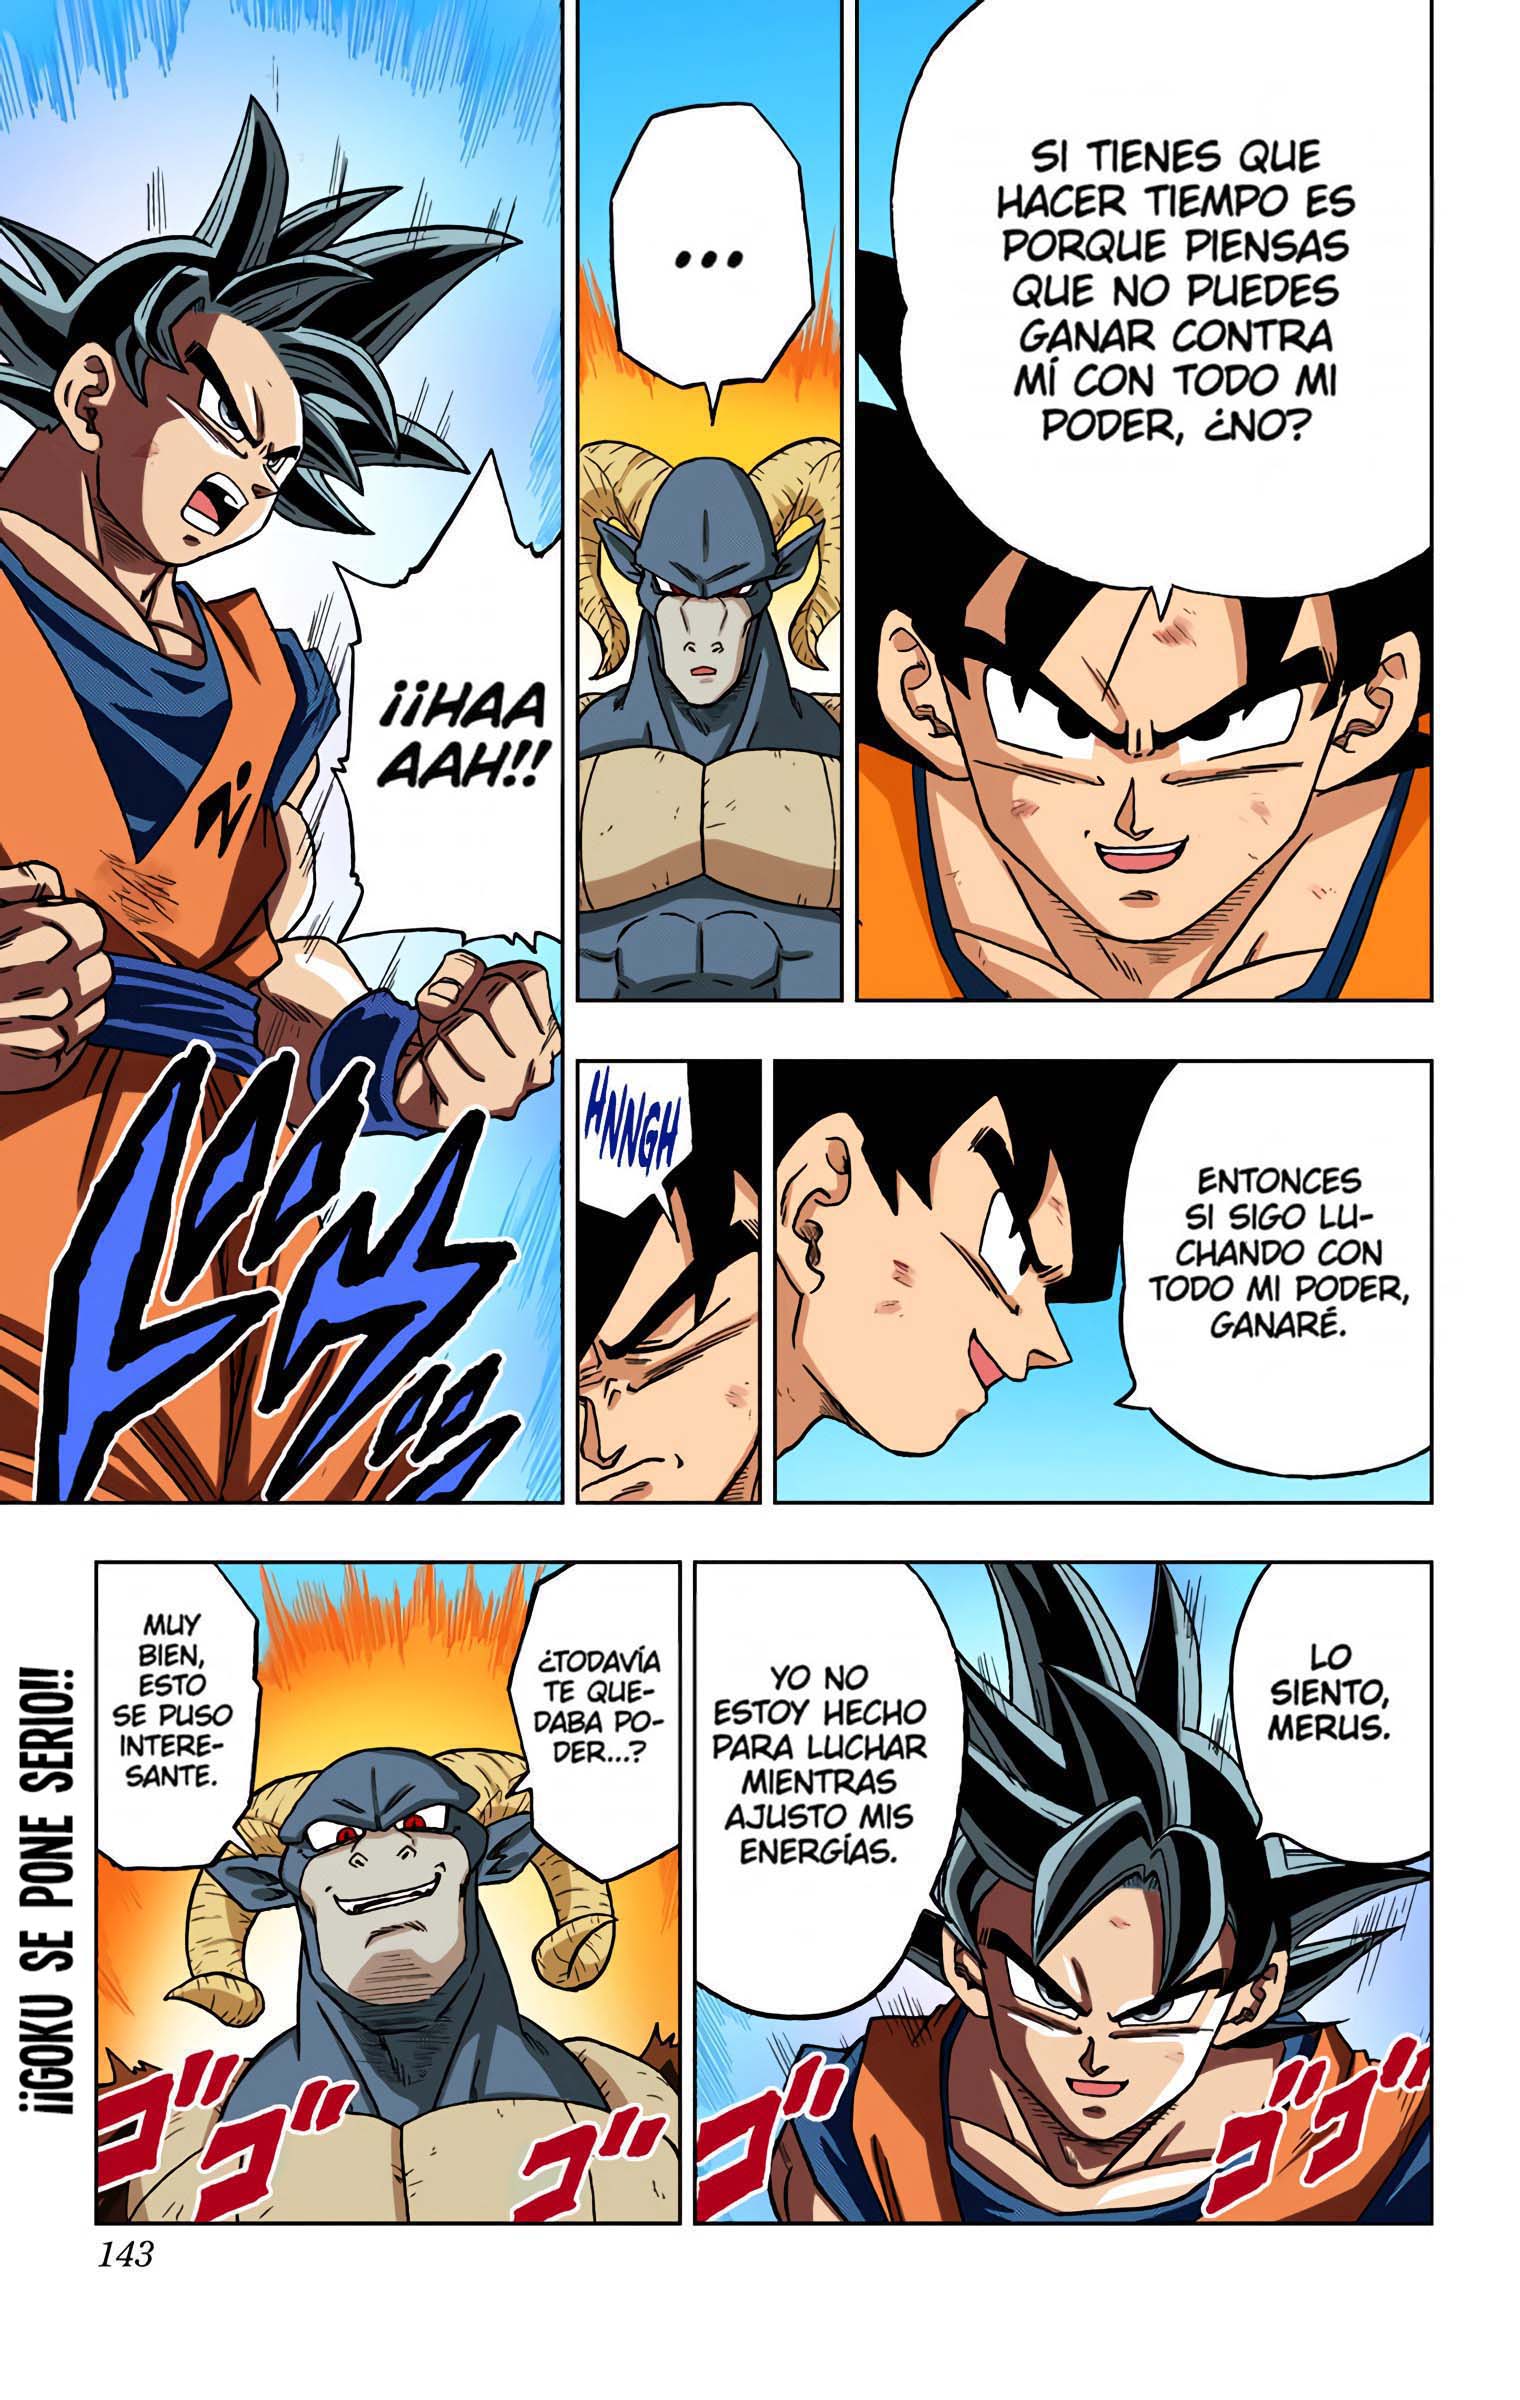 SI TIENES QUE
HACER TIEMPO ES
PORQUE PIENSAS
QUE NO PUEDES
GANAR CONTRA
MÍ CON TODO MI
PODER, ¿NO?
...
ENTONCES
SI SIGO LU-
CHANDO CON
TODO MI PODER,
GANARÉ.
HNNGH
¡¡HAA
AAH!!
LO
SIENTO,
MERUS.
YO NO
ESTOY HECHO
PARA LUCHAR
MIENTRAS
AJUSTO MIS
ENERGÍAS.
ゴゴ
ゴ
¿TODAVÍA
TE QUE-
DABA PO-
DER...?
MUY
BIEN,
ESTO
SE PUSO
INTERE-
SANTE.
ゴゴゴ
ゴ
¡¡GOKU SE PONE SERIO!!
143